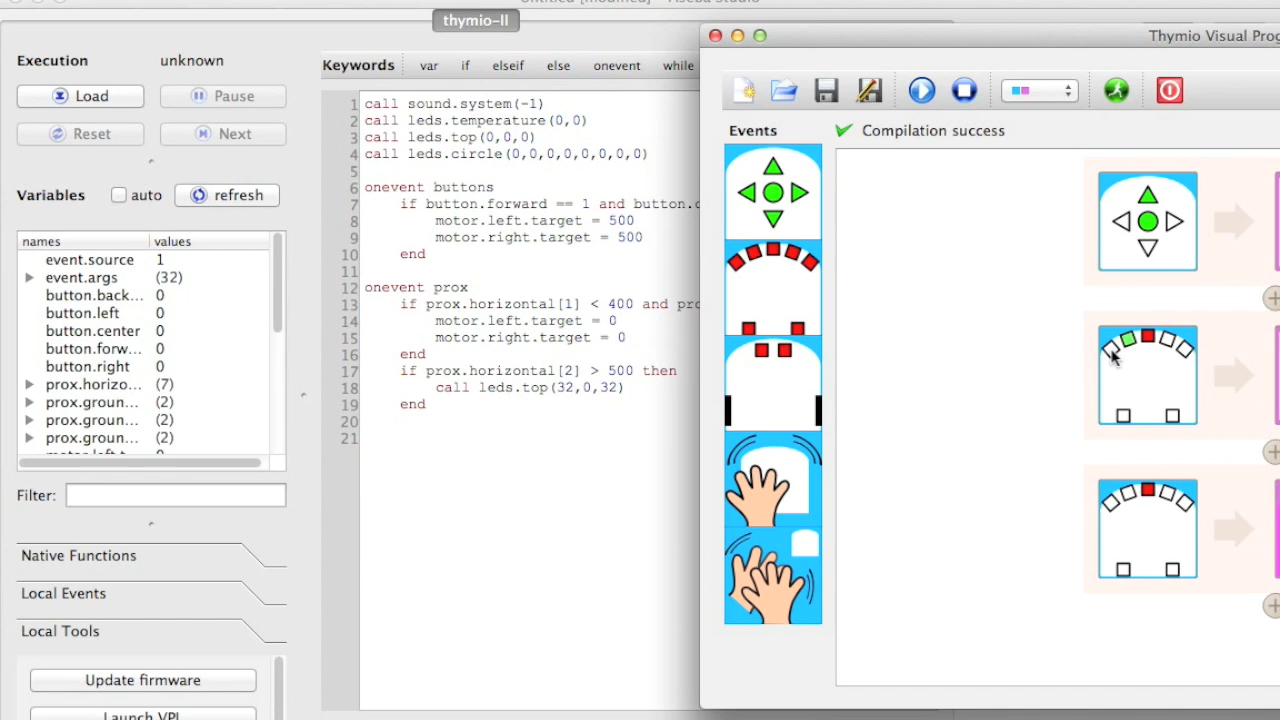 thymio-II
Thymio Visual Prog
Execution
unknown
Load
Pause
Reset
Next
Variables
auto
refresh
names values
event.source 1
event.args (32)
button.back... 0
button.left 0
button.center 0
button.forw... 0
button.right 0
prox.horizo... (7)
prox.groun... (2)
prox.groun... (2)
prox.groun... (2)
Filter:
Native Functions
Local Events
Local Tools
Update firmware
Launch VPL
Keywords var if elseif else onevent while
1 call sound.system(-1)
2 call leds.temperature(0,0)
3 call leds.top(0,0,0)
4 call leds.circle(0,0,0,0,0,0,0,0)
5
6 onevent buttons
7 if button.forward == 1 and button.c
8 motor.left.target = 500
9 motor.right.target = 500
10 end
11
12 onevent prox
13 if prox.horizontal[1] < 400 and pro
14 motor.left.target = 0
15 motor.right.target = 0
16 end
17 if prox.horizontal[2] > 500 then
18 call leds.top(32,0,32)
19 end
20
21
Events
Compilation success